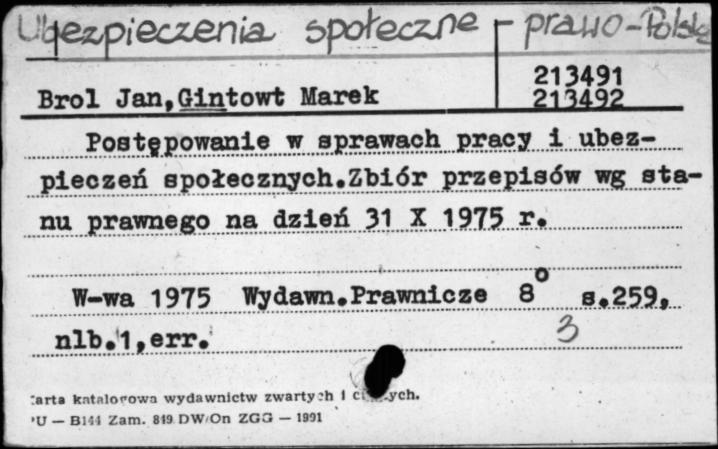 Ubezpieczenia społeczne - prawo - Polska
213491
Brol Jan, Gintowt Marek
213492
Postępowanie w sprawach pracy i ubez-
pieczeń społecznych.Zbiór przepisów wg sta-
nu prawnego na dzień 31 X 1975 r.
W-wa 1975 Wydawn.Prawnicze 8° s.259,
nlb.1,err.
3
karta katalogowa wydawnictw zwartych i
PU — B144 Zam. 849 DW/On ZGG — 1991